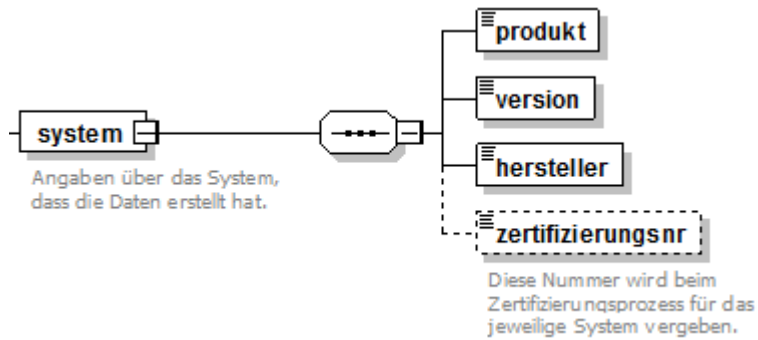 produkt
version
system
Angaben über das System,
dass die Daten erstellt hat.
hersteller
zertifizierungsnr
Diese Nummer wird beim
Zertifizierungsprozess für das
jeweilige System vergeben.